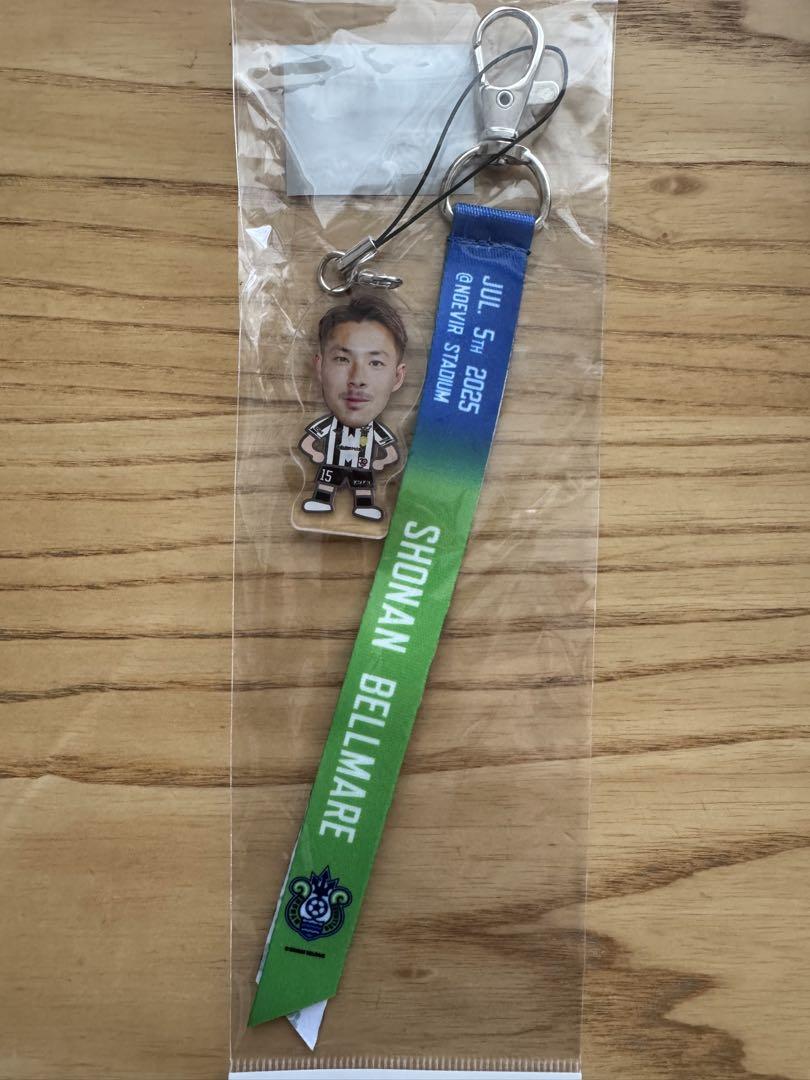 JUL. 5TH 2025
@NOEVIR STADIUM
SHONAN BELLMARE
15